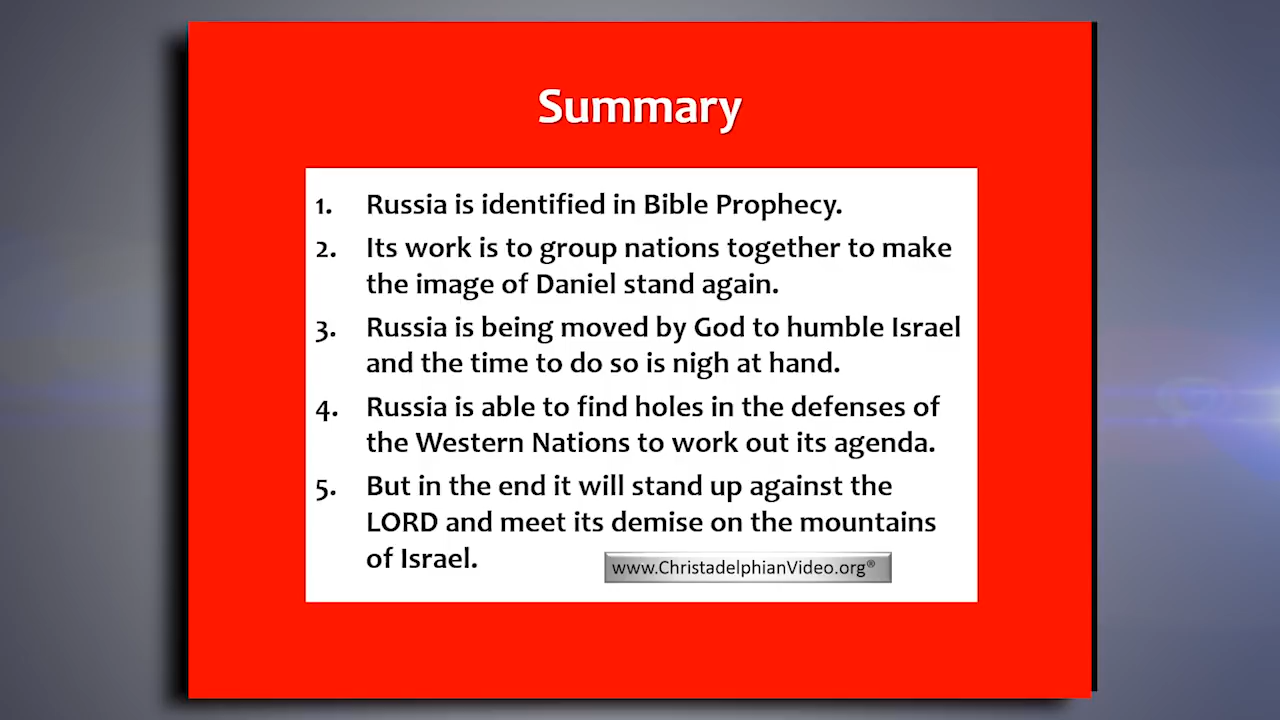 Summary
1. Russia is identified in Bible Prophecy.
2. Its work is to group nations together to make
the image of Daniel stand again.
3. Russia is being moved by God to humble Israel
and the time to do so is nigh at hand.
4. Russia is able to find holes in the defenses of
the Western Nations to work out its agenda.
5. But in the end it will stand up against the
LORD and meet its demise on the mountains
of Israel.
www.ChristadelphianVideo.org®